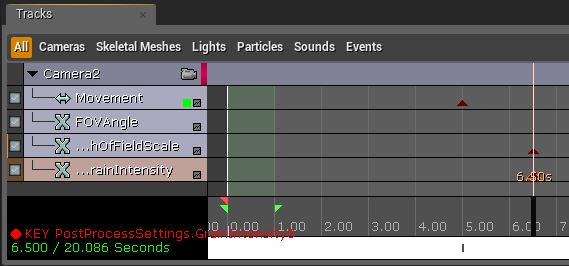 Tracks
All Cameras Skeletal Meshes Lights Particles Sounds Events
Camera2
Movement
FOVAngle
...hOfFieldScale
...rainIntensity
6.50s
0.00 1.00 2.00 3.00 4.00 5.00 6.00
KEY PostProcessSettings.GrainIntensity0
6.500 / 20.086 Seconds